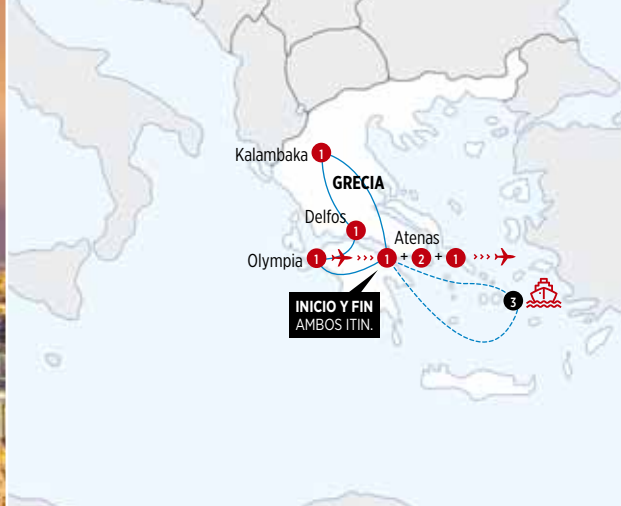 Kalambaka 1
GRECIA
Delfos
1
Atenas
Olympia 1 1 + 2 + 1
INICIO Y FIN
AMBOS ITIN.
3